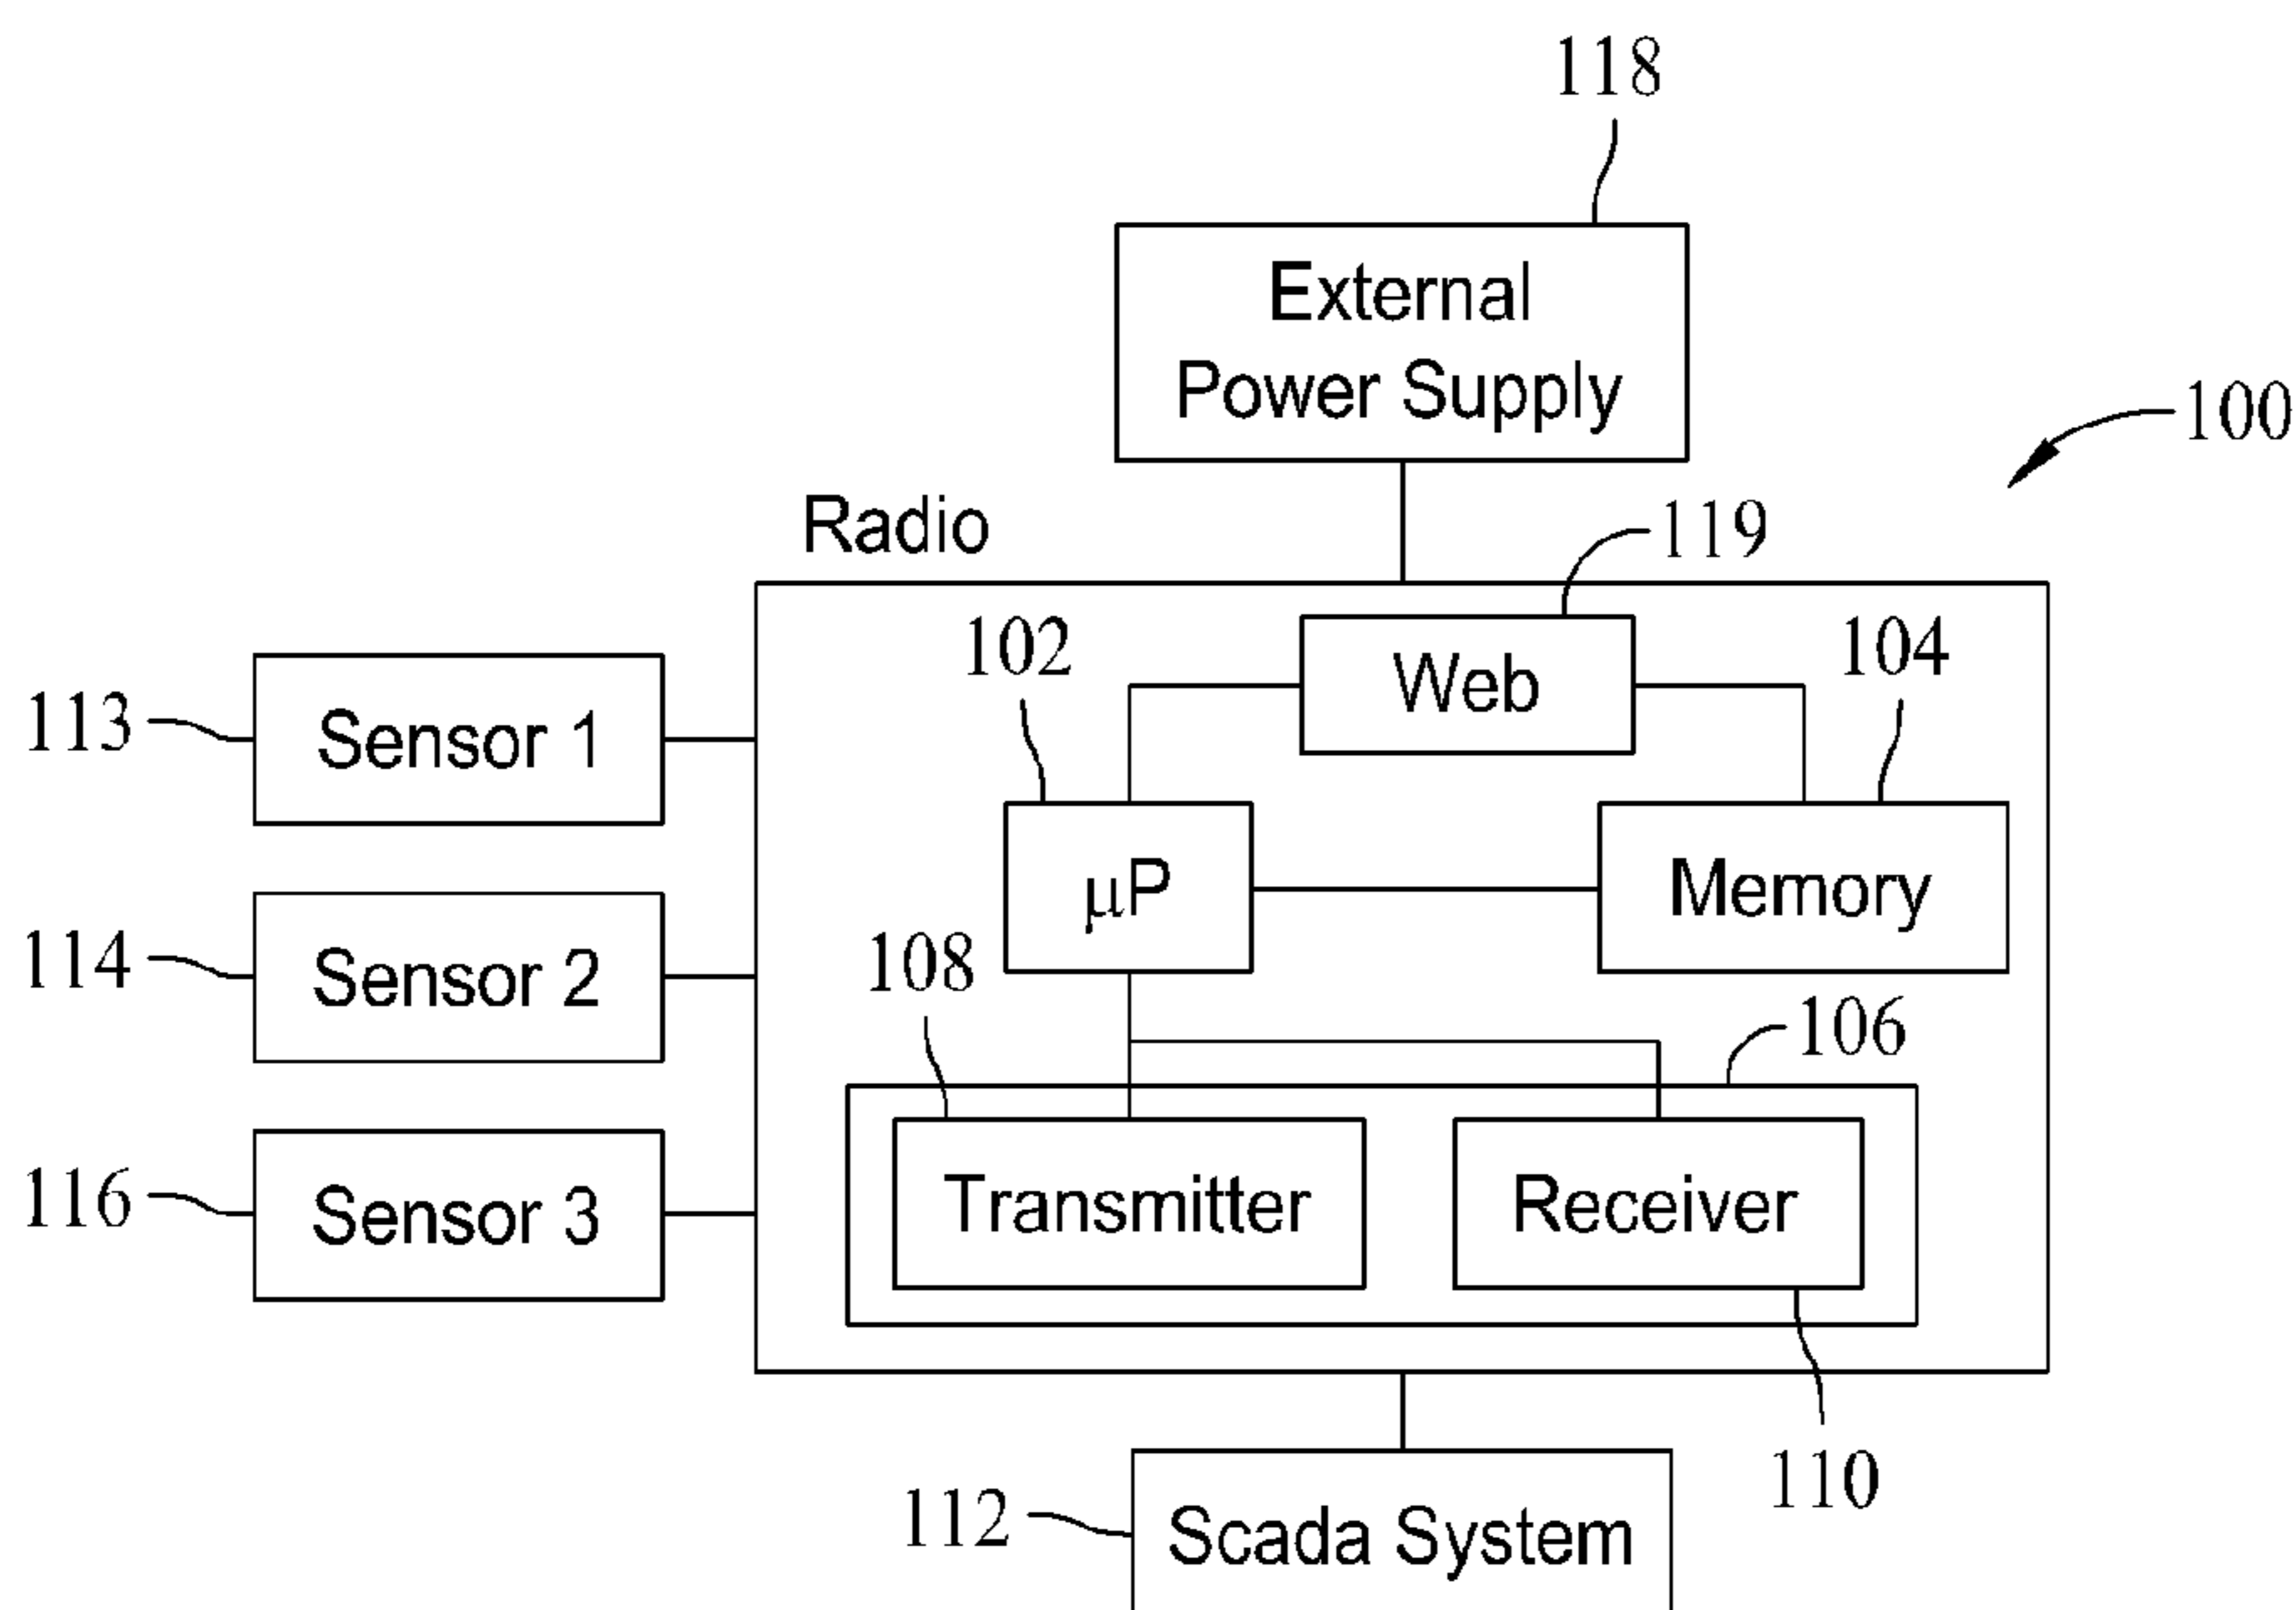 118
External
Power Supply
100
Radio
119
102
Web
104
113
Sensor 1
μP
Memory
108
114
Sensor 2
106
116
Sensor 3
Transmitter
Receiver
110
112
Scada System